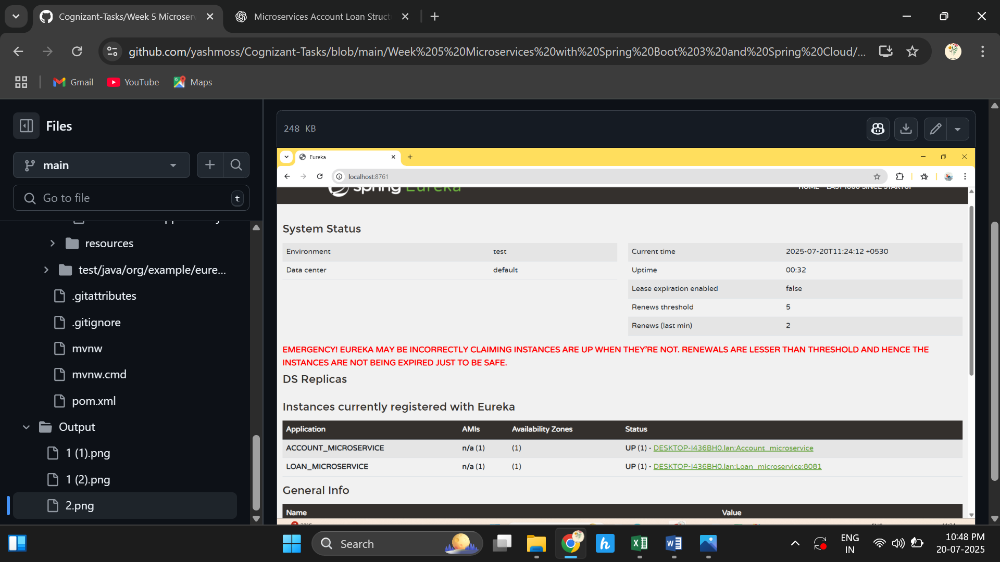 Cognizant-Tasks/Week 5 Microser
Microservices Account Loan Struct
github.com/yashmoss/Cognizant-Tasks/blob/main/Week%205%20Microservices%20with%20Spring%20Boot%203%20and%20Spring%20Cloud/...
Gmail
YouTube
Maps
Files
main
Go to file
t
resources
test/java/org/example/eure...
.gitattributes
.gitignore
mvnw
mvnw.cmd
pom.xml
Output
1 (1).png
1 (2).png
2.png
248 KB
Eureka
localhost:8761
spring Eureka
HOME LAST 1000 SINCE STARTUP
System Status
Environment test
Data center default
Current time 2025-07-20T11:24:12 +0530
Uptime 00:32
Lease expiration enabled false
Renews threshold 5
Renews (last min) 2
EMERGENCY! EUREKA MAY BE INCORRECTLY CLAIMING INSTANCES ARE UP WHEN THEY'RE NOT. RENEWALS ARE LESSER THAN THRESHOLD AND HENCE THE
INSTANCES ARE NOT BEING EXPIRED JUST TO BE SAFE.
DS Replicas
Instances currently registered with Eureka
Application AMIs Availability Zones Status
ACCOUNT_MICROSERVICE n/a (1) (1) UP (1) - DESKTOP-I436BH0.lan:Account_microservice
LOAN_MICROSERVICE n/a (1) (1) UP (1) - DESKTOP-I436BH0.lan:Loan_microservice:8081
General Info
Name Value
Search
ENG
IN
10:48 PM
20-07-2025